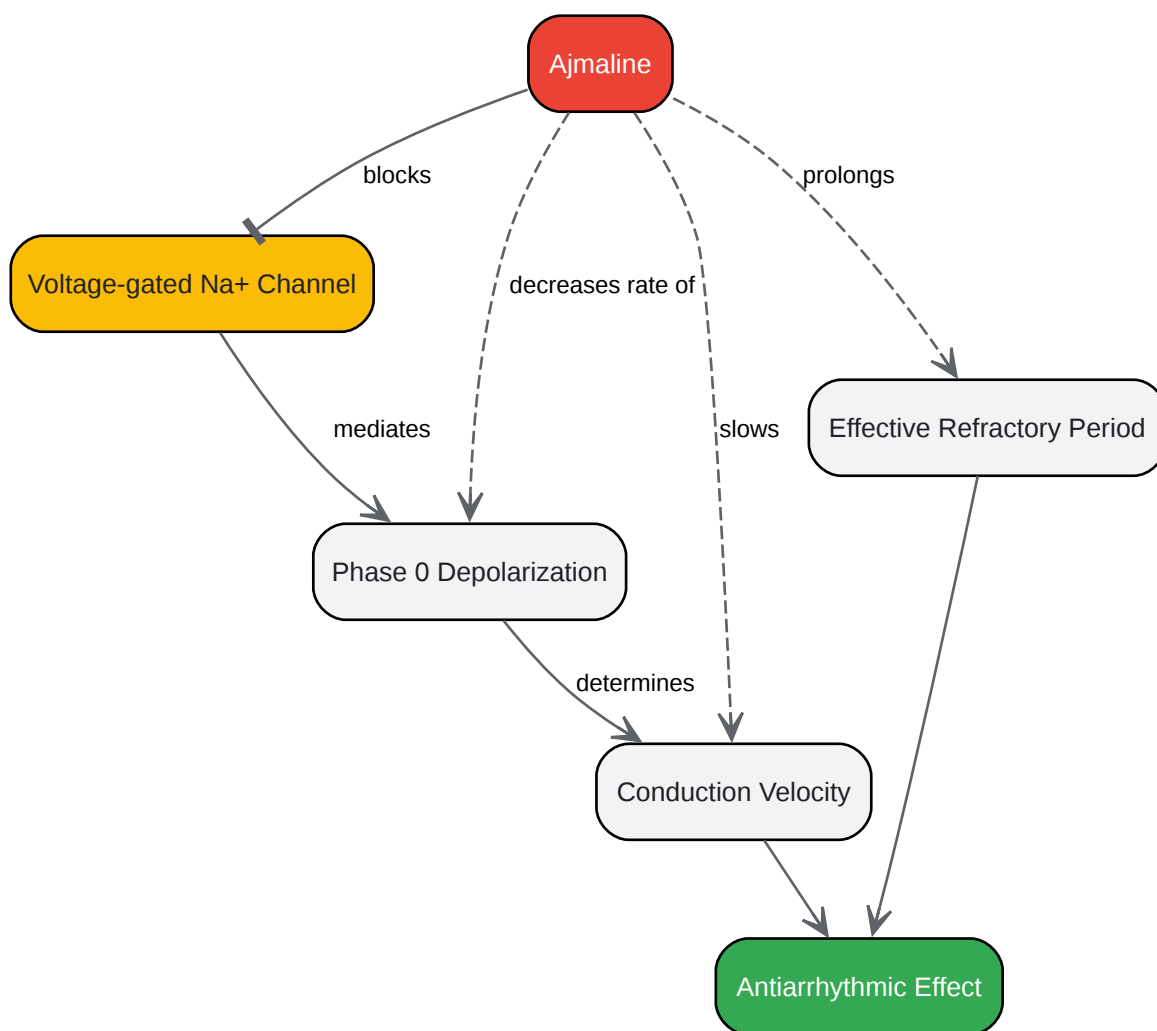 Ajmaline
blocks
prolongs
Voltage-gated Na+ Channel
decreases rate of
mediates
slows
Effective Refractory Period
Phase 0 Depolarization
determines
Conduction Velocity
Antiarrhythmic Effect